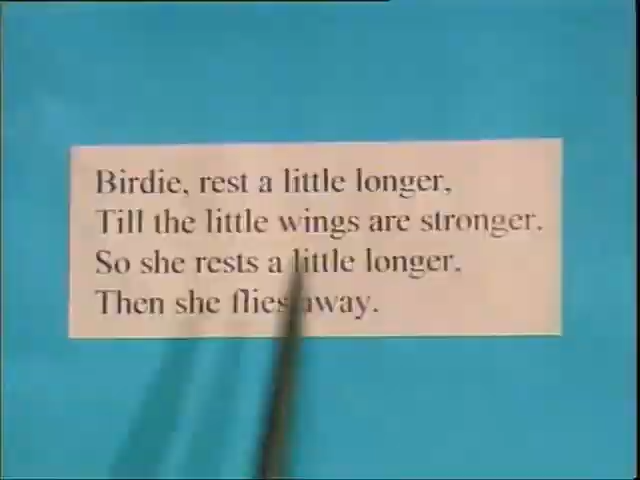 Birdie, rest a little longer,
Till the little wings are stronger.
So she rests a little longer,
Then she flies away.